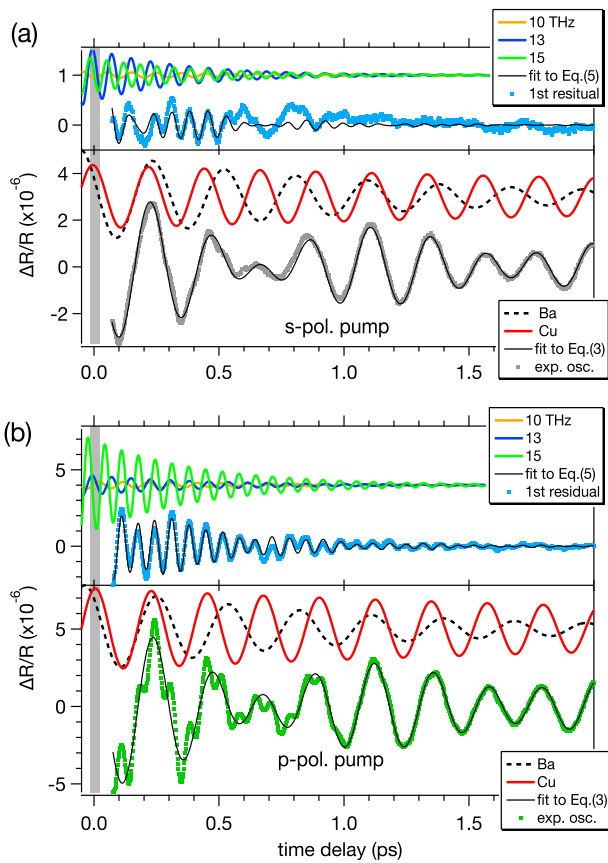 (a)
10 THz
13
15
fit to Eq.(5)
1st resitual
1
0
4
2
0
-2
ΔR/R (x10⁻⁶)
s-pol. pump
Ba
Cu
fit to Eq.(3)
exp. osc.
0.0
0.5
1.0
1.5
(b)
10 THz
13
15
fit to Eq.(5)
1st residual
4
0
5
0
-5
ΔR/R (x10⁻⁶)
p-pol. pump
Ba
Cu
fit to Eq.(3)
exp. osc.
0.0
0.5
1.0
1.5
time delay (ps)